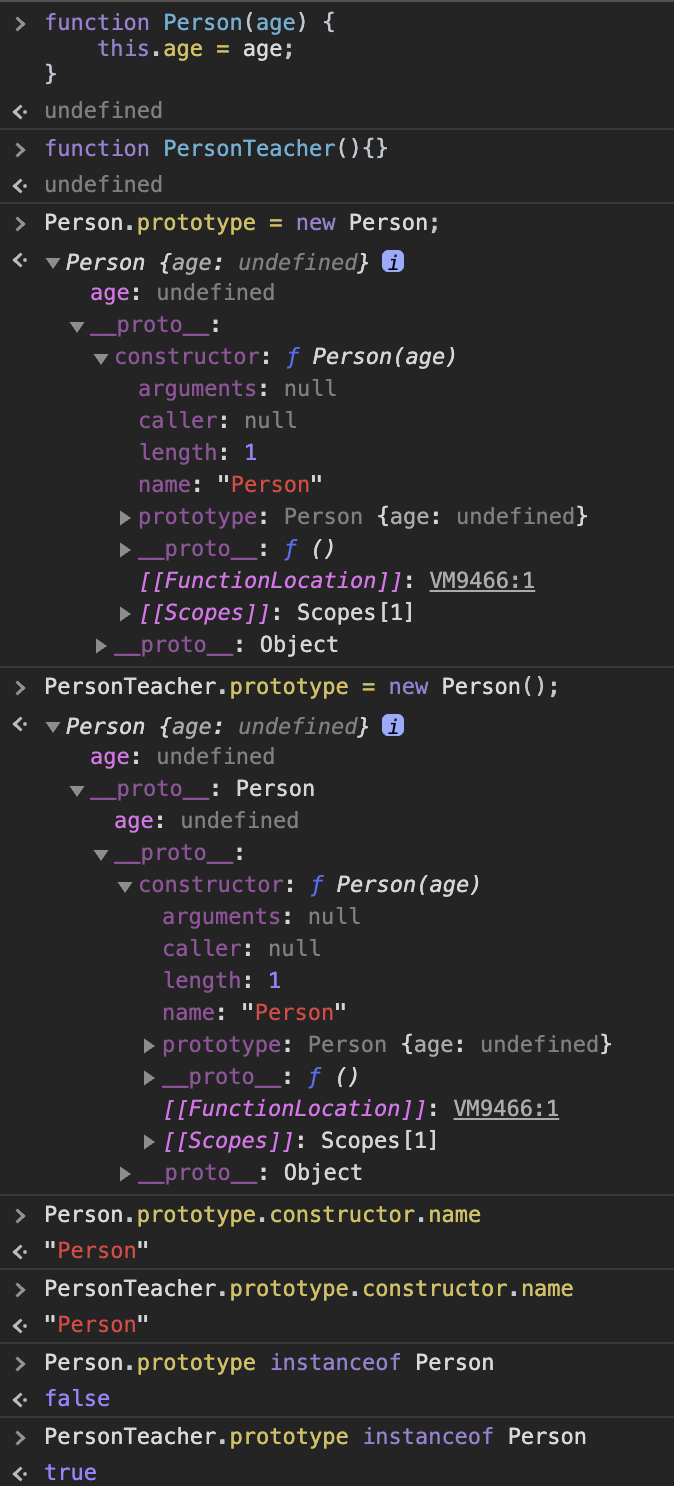 > function Person(age) {
this.age = age;
}
<· undefined
> function PersonTeacher(){}
<· undefined
> Person.prototype = new Person;
<· ▼Person {age: undefined} i
age: undefined
▼__proto__:
▼constructor: ƒ Person(age)
arguments: null
caller: null
length: 1
name: "Person"
▶prototype: Person {age: undefined}
▶__proto__: ƒ ()
[[FunctionLocation]]: VM9466:1
▶[[Scopes]]: Scopes[1]
▶__proto__: Object
> PersonTeacher.prototype = new Person();
<· ▼Person {age: undefined} i
age: undefined
▼__proto__: Person
age: undefined
▼__proto__:
▼constructor: ƒ Person(age)
arguments: null
caller: null
length: 1
name: "Person"
▶prototype: Person {age: undefined}
▶__proto__: ƒ ()
[[FunctionLocation]]: VM9466:1
▶[[Scopes]]: Scopes[1]
▶__proto__: Object
> Person.prototype.constructor.name
<· "Person"
> PersonTeacher.prototype.constructor.name
<· "Person"
> Person.prototype instanceof Person
<· false
> PersonTeacher.prototype instanceof Person
<· true